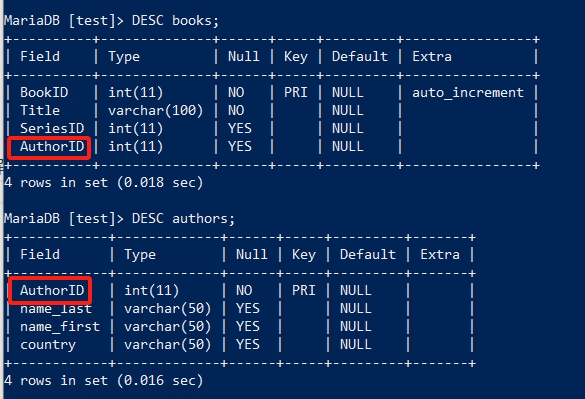 MariaDB [test]> DESC books;
+-----------+--------------+------+-----+---------+----------------+
| Field | Type | Null | Key | Default | Extra |
+-----------+--------------+------+-----+---------+----------------+
| BookID | int(11) | NO | PRI | NULL | auto_increment |
| Title | varchar(100) | NO | | NULL | |
| SeriesID | int(11) | YES | | NULL | |
| AuthorID | int(11) | YES | | NULL | |
+-----------+--------------+------+-----+---------+----------------+
4 rows in set (0.018 sec)
MariaDB [test]> DESC authors;
+------------+-------------+------+-----+---------+-------+
| Field | Type | Null | Key | Default | Extra |
+------------+-------------+------+-----+---------+-------+
| AuthorID | int(11) | NO | PRI | NULL | |
| name_last | varchar(50) | YES | | NULL | |
| name_first | varchar(50) | YES | | NULL | |
| country | varchar(50) | YES | | NULL | |
+------------+-------------+------+-----+---------+-------+
4 rows in set (0.016 sec)